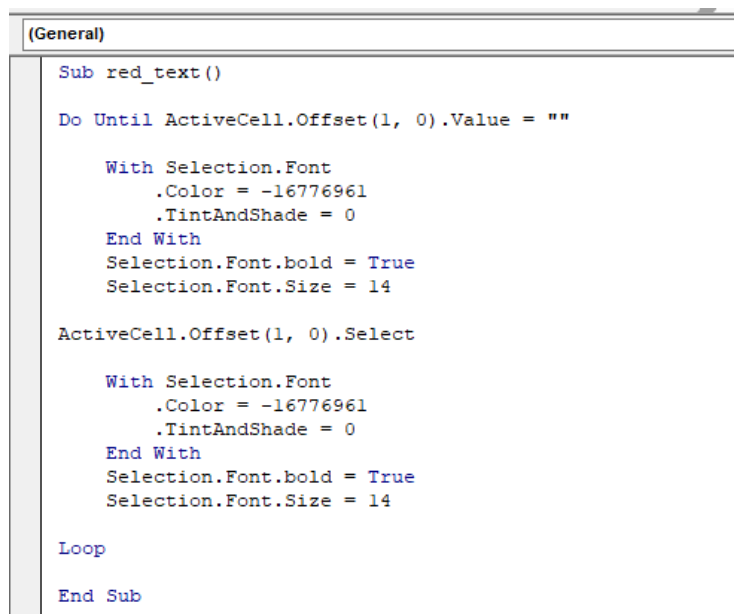 (General)
Sub red_text()
Do Until ActiveCell.Offset(1, 0).Value = ""
With Selection.Font
.Color = -16776961
.TintAndShade = 0
End With
Selection.Font.bold = True
Selection.Font.Size = 14
ActiveCell.Offset(1, 0).Select
With Selection.Font
.Color = -16776961
.TintAndShade = 0
End With
Selection.Font.bold = True
Selection.Font.Size = 14
Loop
End Sub